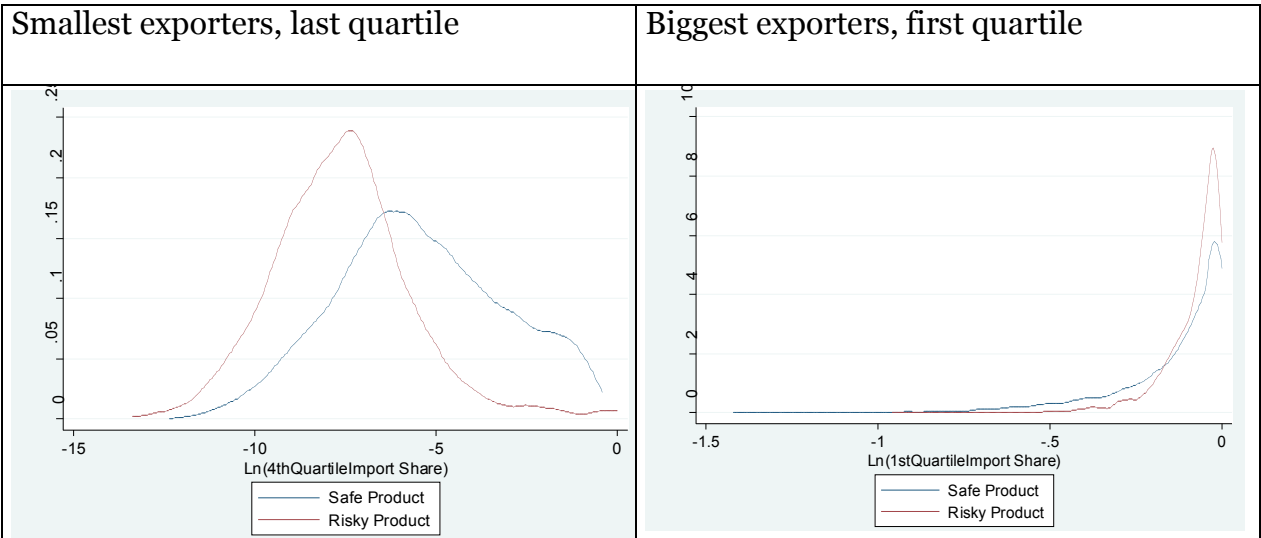 Smallest exporters, last quartile
Biggest exporters, first quartile
0
.05
.1
.15
.2
.25
-15
-10
-5
0
Ln(4thQuartileImport Share)
Safe Product
Risky Product
0
2
4
6
8
10
-1.5
-1
-.5
0
Ln(1stQuartileImport Share)
Safe Product
Risky Product